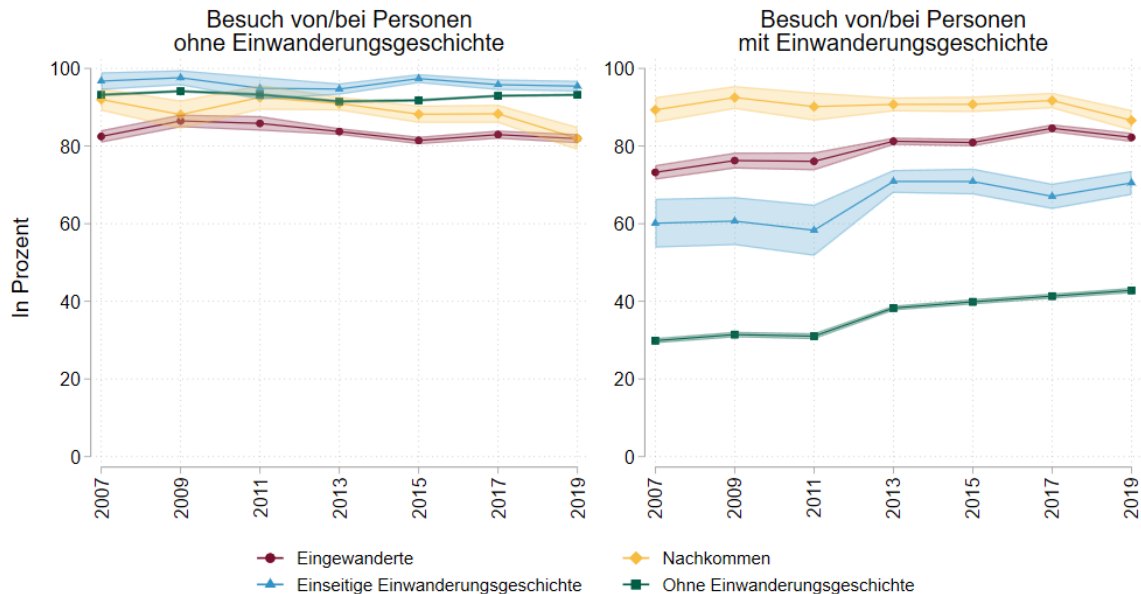 Besuch von/bei Personen
ohne Einwanderungsgeschichte
Besuch von/bei Personen
mit Einwanderungsgeschichte
In Prozent
100
80
60
40
20
0
2007
2009
2011
2013
2015
2017
2019
100
80
60
40
20
0
2007
2009
2011
2013
2015
2017
2019
Eingewanderte
Nachkommen
Einseitige Einwanderungsgeschichte
Ohne Einwanderungsgeschichte